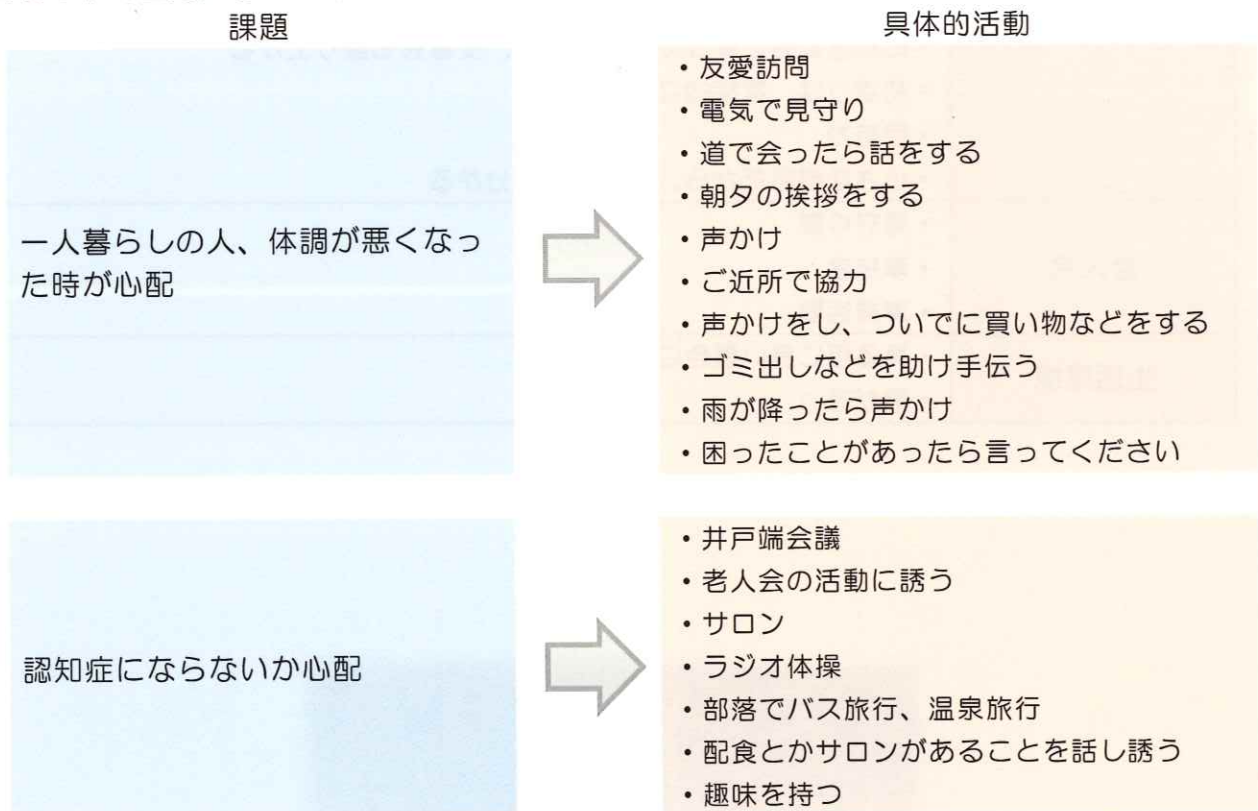 課題
具体的活動
一人暮らしの人、体調が悪くなっ
た時が心配
・友愛訪問
・電気で見守り
・道で会ったら話をする
・朝夕の挨拶をする
・声かけ
・ご近所で協力
・声かけをし、ついでに買い物などをする
・ゴミ出しなどを助け手伝う
・雨が降ったら声かけ
・困ったことがあったら言ってください
認知症にならないか心配
・井戸端会議
・老人会の活動に誘う
・サロン
・ラジオ体操
・部落でバス旅行、温泉旅行
・配食とかサロンがあることを話し誘う
・趣味を持つ